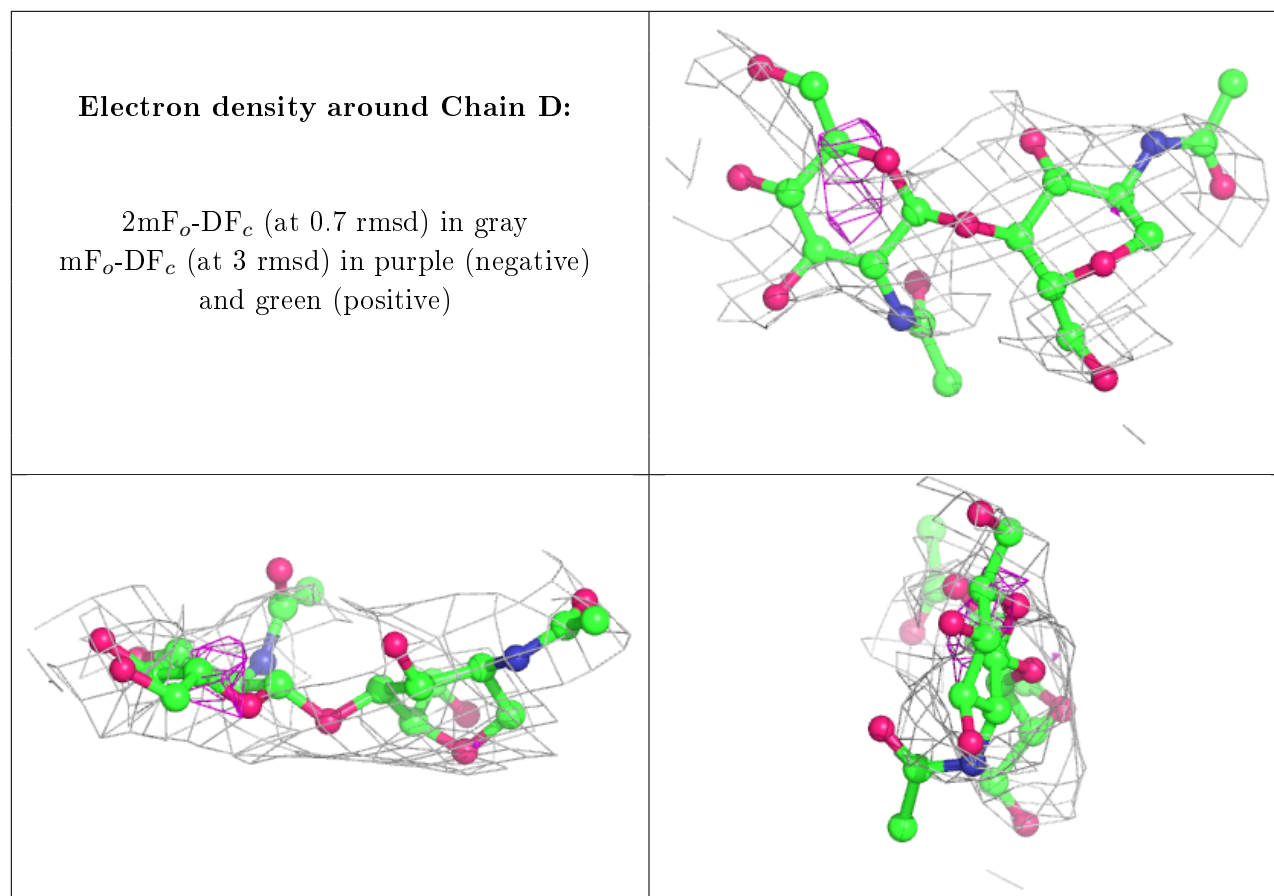 Electron density around Chain D:
2mFₒ-DF𝒸 (at 0.7 rmsd) in gray
mFₒ-DF𝒸 (at 3 rmsd) in purple (negative)
and green (positive)